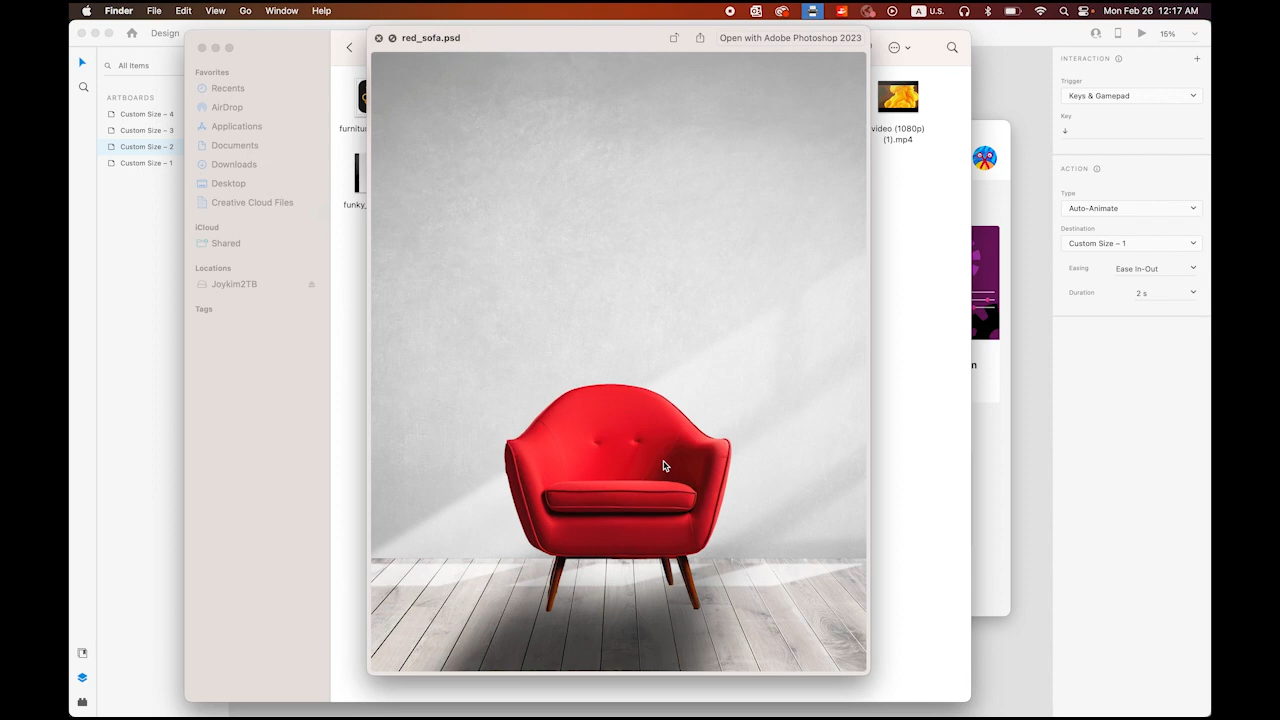 Finder File Edit View Go Window Help
A U.S. Mon Feb 26 12:17 AM
Design
15%
All Items
ARTBOARDS
Custom Size – 4
Custom Size – 3
Custom Size – 2
Custom Size – 1
Favorites
Recents
AirDrop
Applications
Documents
Downloads
Desktop
Creative Cloud Files
iCloud
Shared
Locations
Joykim2TB
Tags
red_sofa.psd
Open with Adobe Photoshop 2023
furnitur
funky_
video (1080p)
(1).mp4
n
INTERACTION
Trigger
Keys & Gamepad
Key
↓
ACTION
Type
Auto-Animate
Destination
Custom Size – 1
Easing Ease In-Out
Duration 2 s